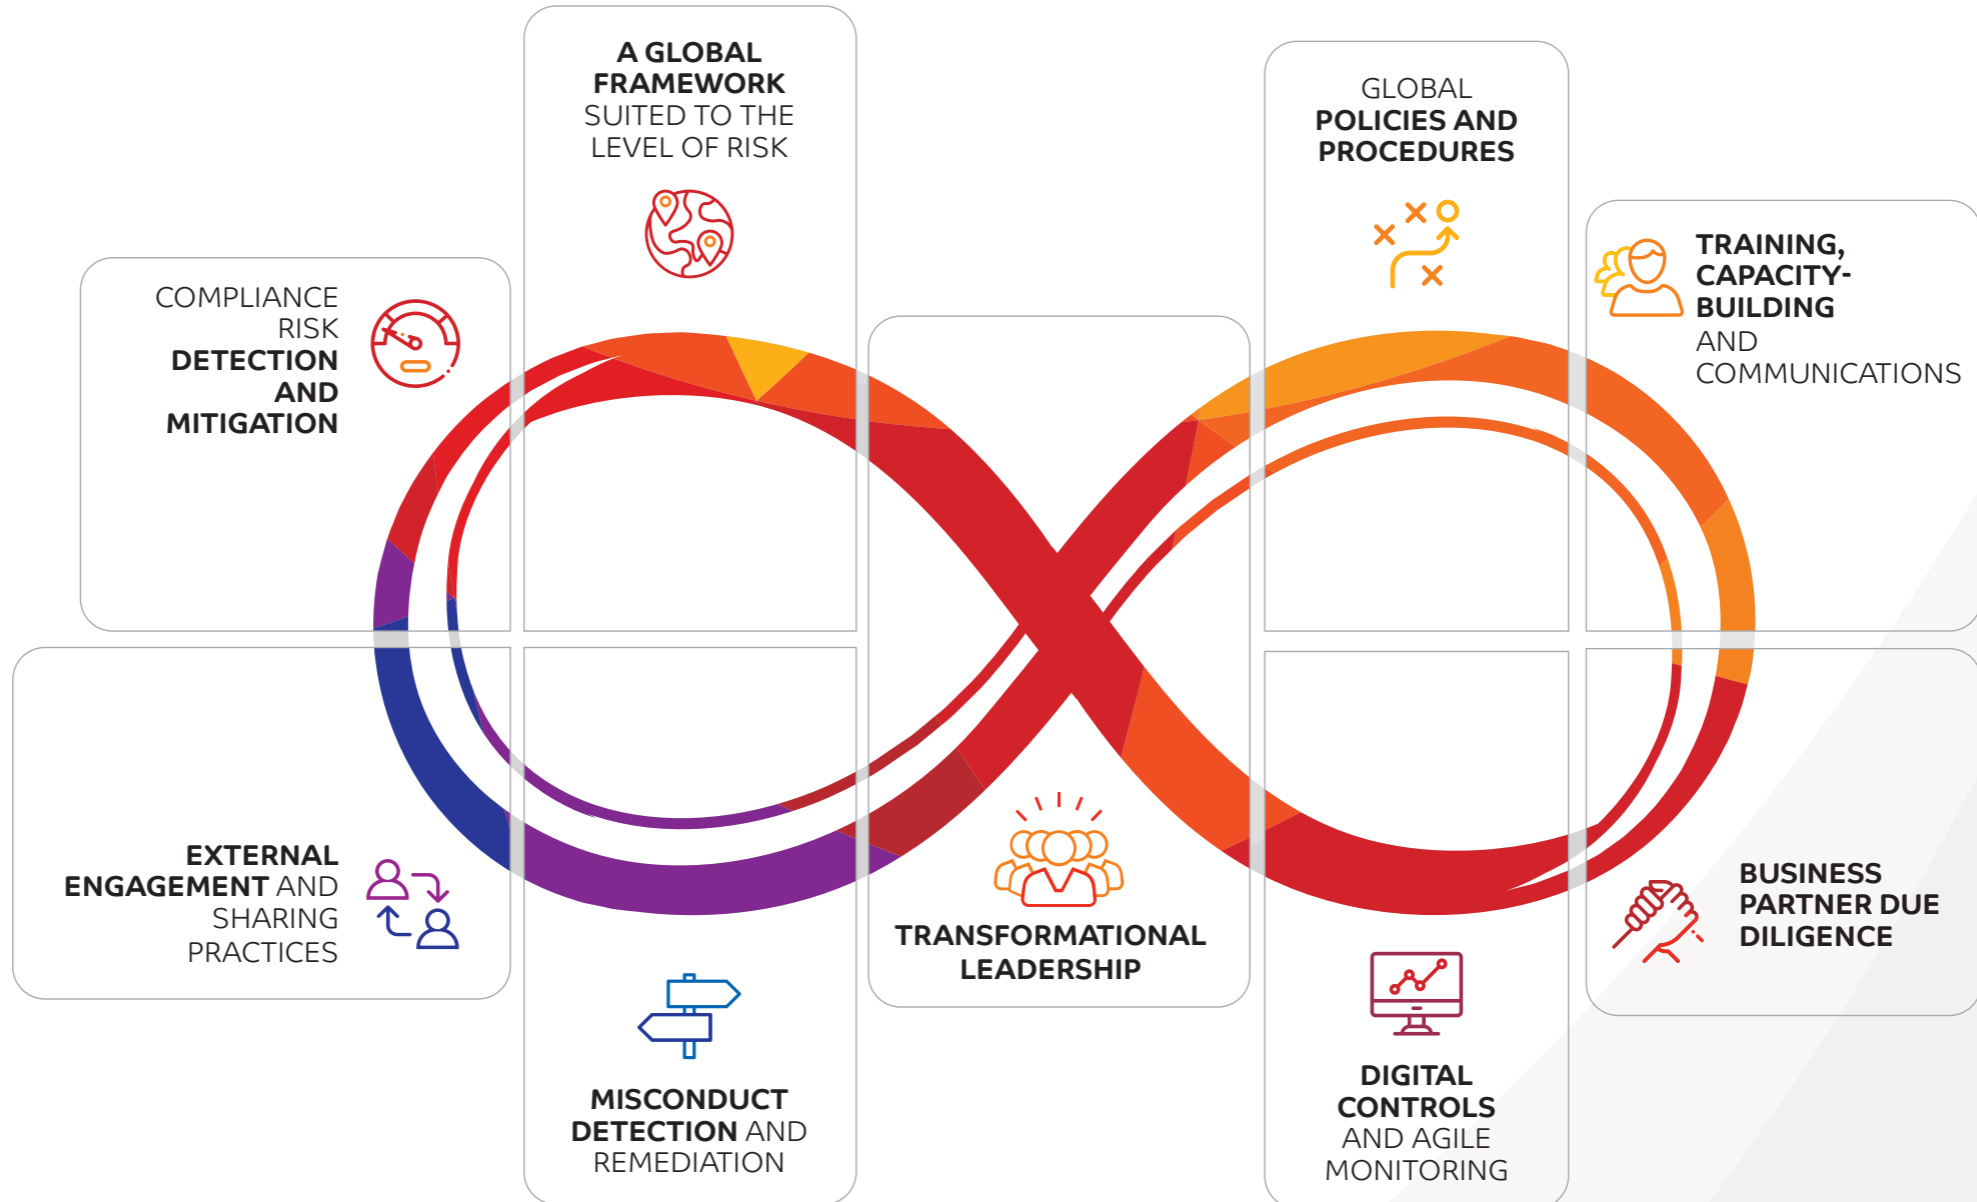 A GLOBAL
FRAMEWORK
SUITED TO THE
LEVEL OF RISK
GLOBAL
POLICIES AND
PROCEDURES
COMPLIANCE
RISK
DETECTION
AND
MITIGATION
TRAINING,
CAPACITY-
BUILDING
AND
COMMUNICATIONS
EXTERNAL
ENGAGEMENT AND
SHARING
PRACTICES
TRANSFORMATIONAL
LEADERSHIP
BUSINESS
PARTNER DUE
DILIGENCE
MISCONDUCT
DETECTION AND
REMEDIATION
DIGITAL
CONTROLS
AND AGILE
MONITORING